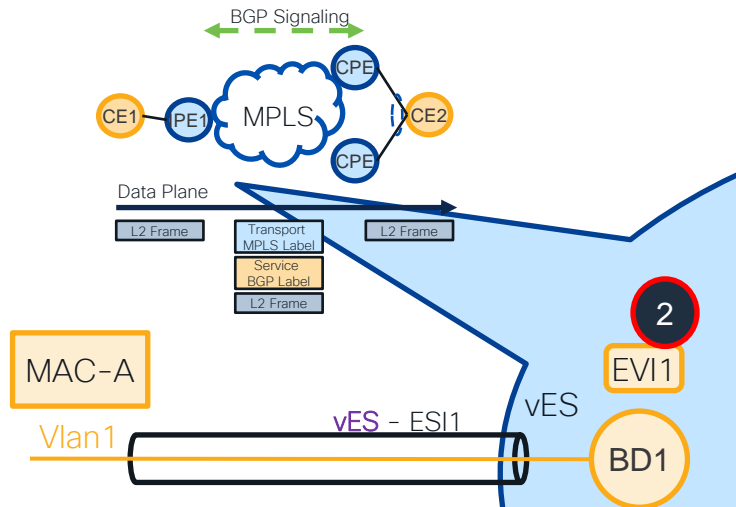 BGP Signaling
CPE
CE1
PE1
MPLS
CE2
CPE
Data Plane
L2 Frame
Transport
MPLS Label
L2 Frame
Service
BGP Label
L2 Frame
2
MAC-A
EVI1
Vlan1
vES - ESI1
vES
BD1